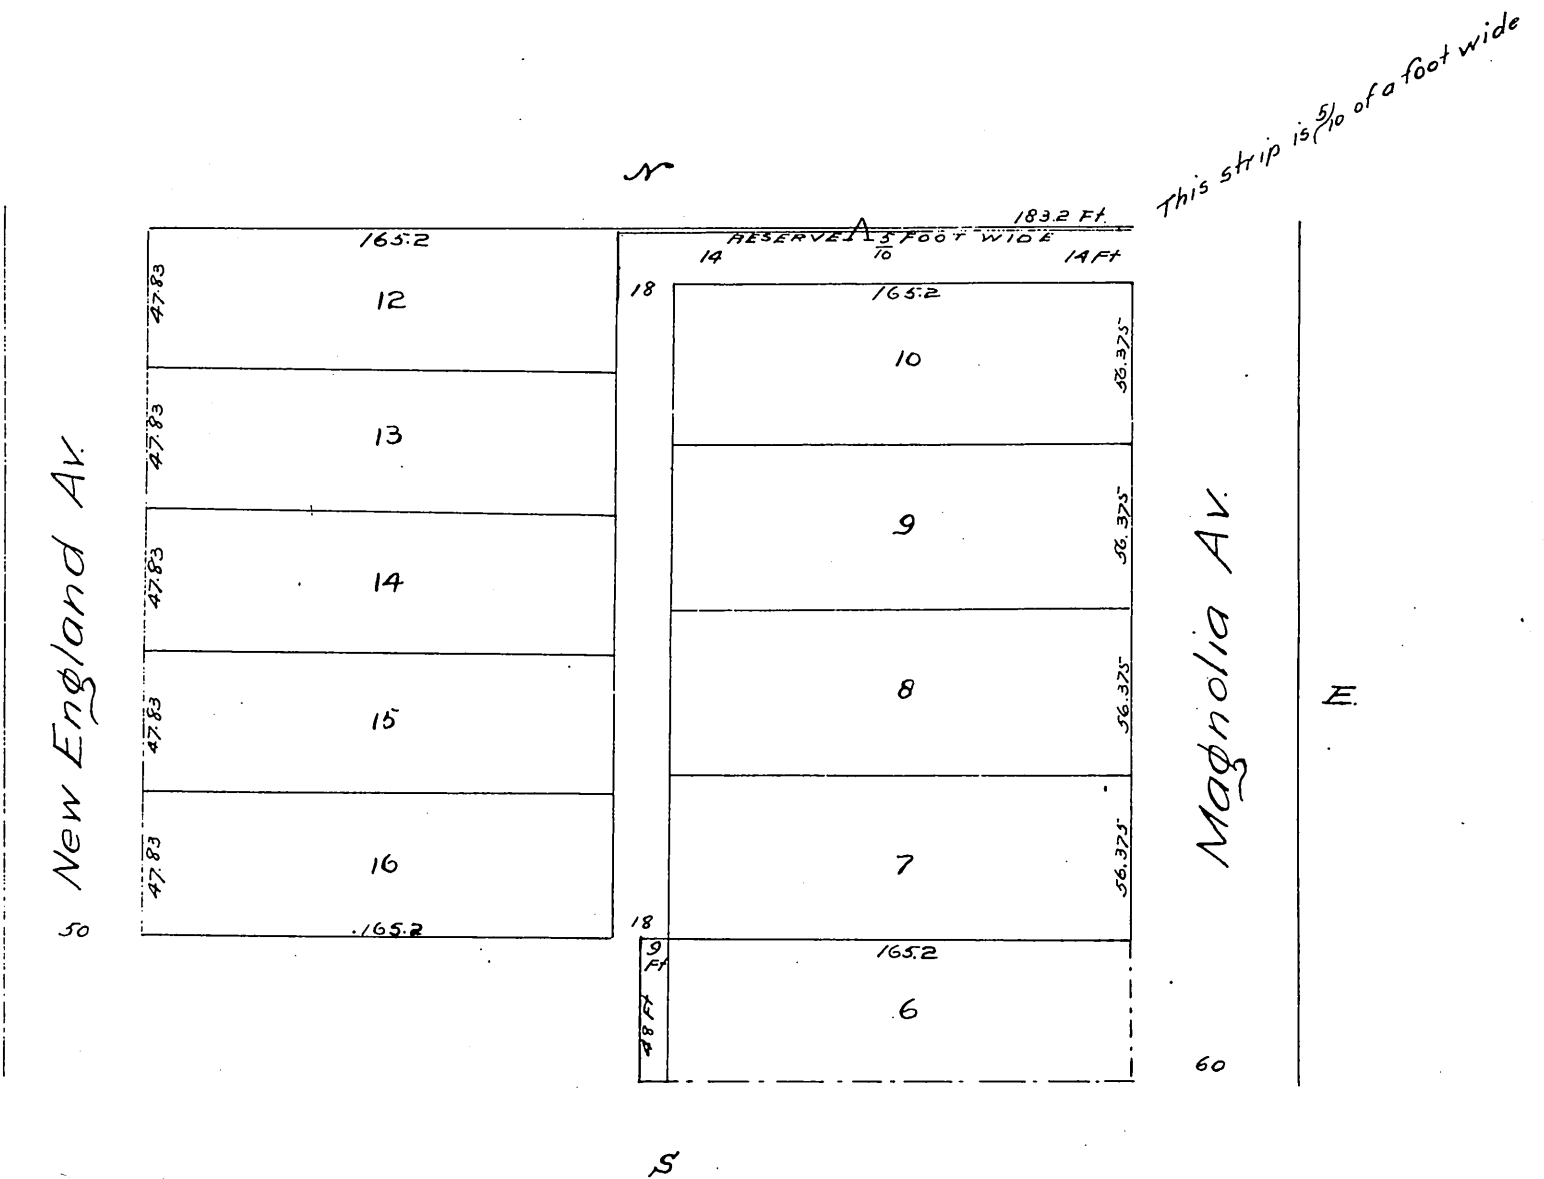 This strip is 5/10 of a foot wide
N
183.2 Ft.
165.2
RESERVE 5/10 FOOT WIDE
14
14 Ft
47.83
12
18
165.2
10
56.375
47.83
13
9
56.375
New England Av.
Magnolia Av.
47.83
14
8
56.375
E.
47.83
15
47.83
16
7
56.375
50
165.2
18
9
Ft
165.2
48 Ft
6
60
S